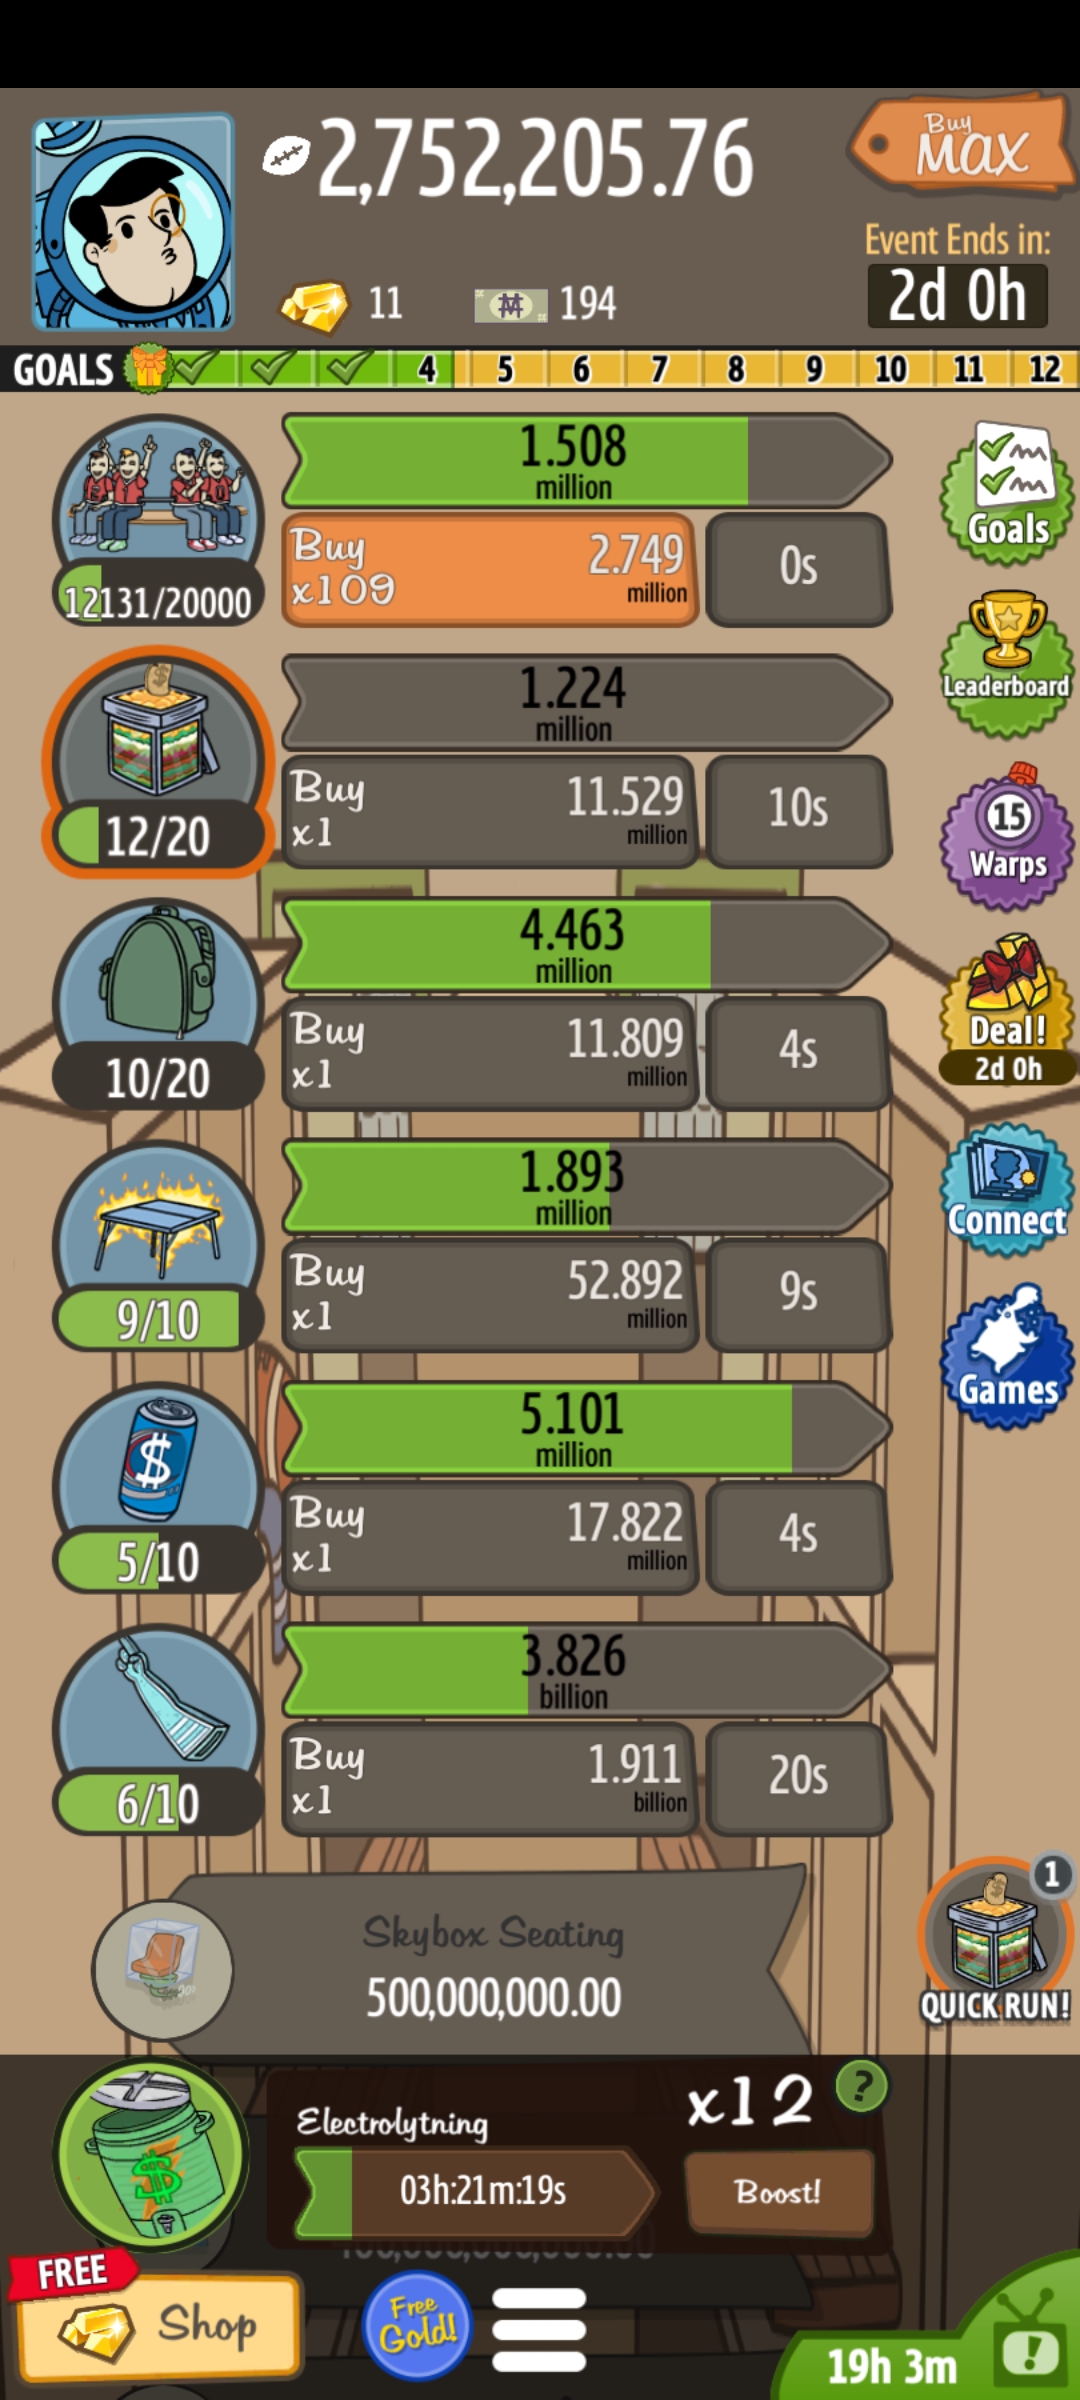 2,752,205.76
Buy
MAX
Event Ends in:
2d 0h
11
194
GOALS
4
5
6
7
8
9
10
11
12
1.508
million
12131/20000
Buy
x109
2.749
million
0s
Goals
Leaderboard
1.224
million
12/20
Buy
x1
11.529
million
10s
15
Warps
4.463
million
10/20
Buy
x1
11.809
million
4s
Deal!
2d 0h
1.893
million
9/10
Buy
x1
52.892
million
9s
Connect
Games
5.101
million
5/10
Buy
x1
17.822
million
4s
3.826
billion
6/10
Buy
x1
1.911
billion
20s
Skybox Seating
500,000,000.00
1
QUICK RUN!
Electrolytning
x12
?
03h:21m:19s
Boost!
FREE
Shop
Free
Gold!
19h 3m